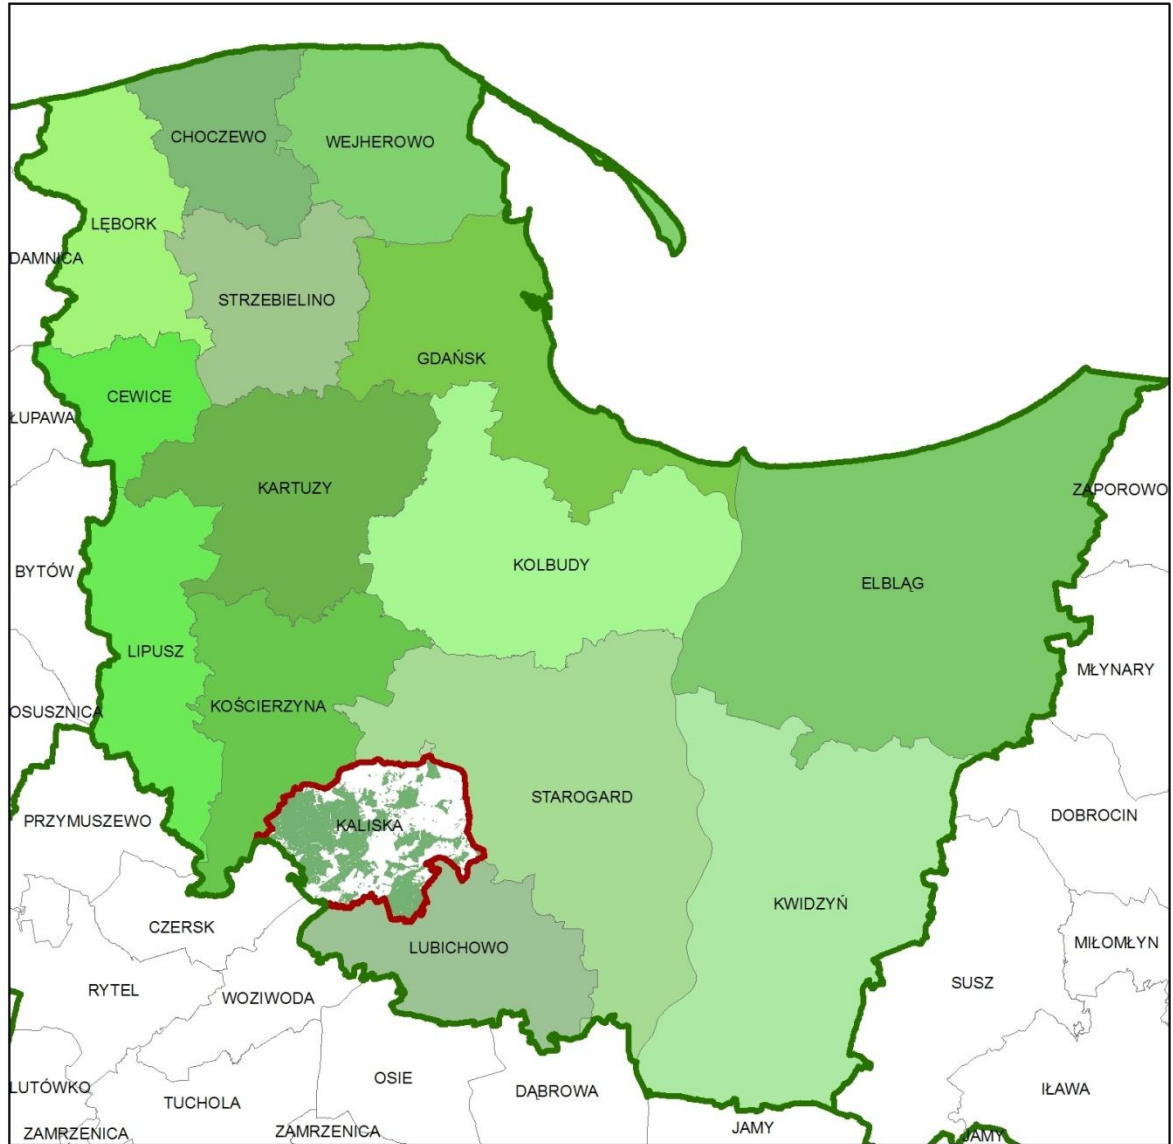 CHOCZEWO
WEJHEROWO
LĘBORK
DAMNICA
STRZEBIELINO
GDAŃSK
CEWICE
ŁUPAWA
KARTUZY
ZAPOROWO
KOLBUDY
BYTÓW
ELBLĄG
LIPUSZ
MŁYNARY
KOŚCIERZYNA
OSUSZNICA
STAROGARD
DOBROCIN
PRZYMUSZEWO
KALISKA
KWIDZYŃ
CZERSK
MIŁOMŁYN
LUBICHOWO
SUSZ
RYTEL
WOZIWODA
OSIE
LUTÓWKO
IŁAWA
DĄBROWA
TUCHOLA
JAMY
ZAMRZENICA
ZAMRZENICA
JAMY